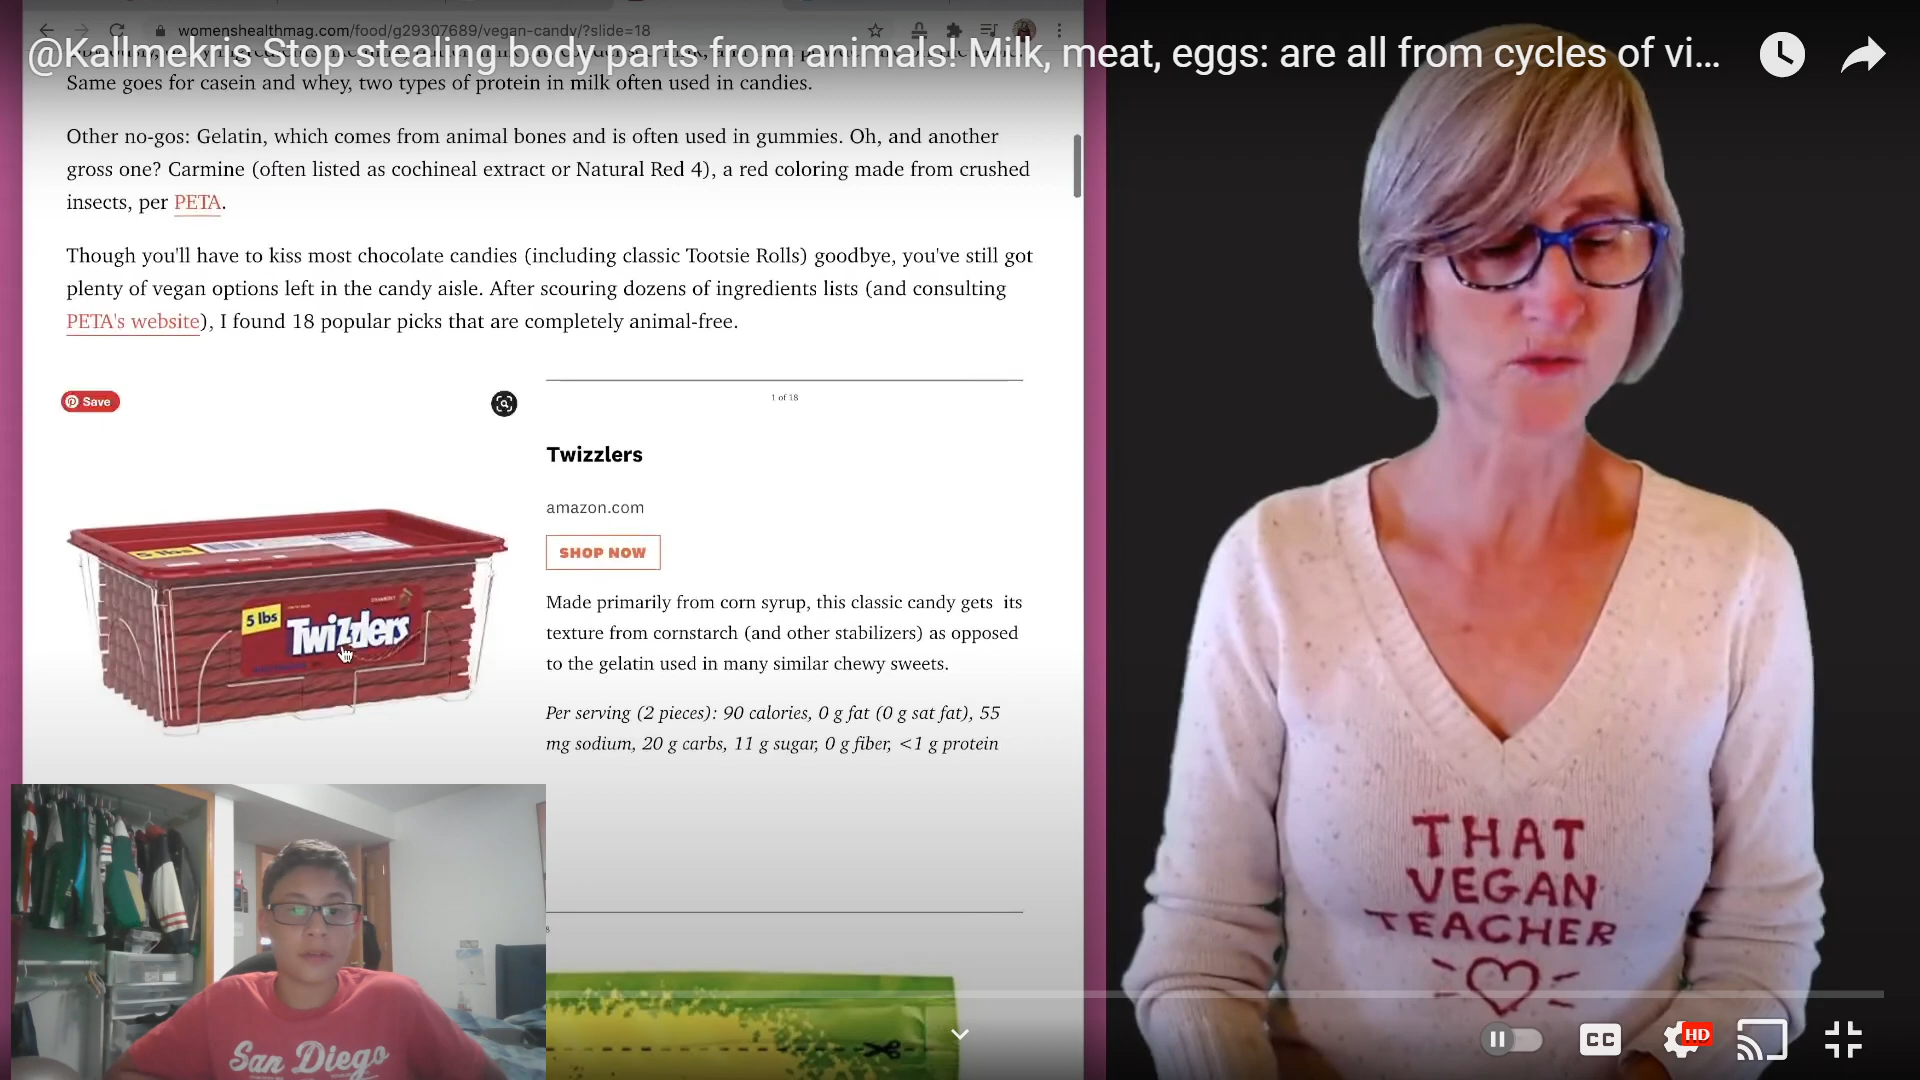 womenshealthmag.com/food/g29307689/vegan-candy/?slide=18
@Kallmekris Stop stealing body parts from animals! Milk, meat, eggs: are all from cycles of vi...
Same goes for casein and whey, two types of protein in milk often used in candies.
Other no-gos: Gelatin, which comes from animal bones and is often used in gummies. Oh, and another
gross one? Carmine (often listed as cochineal extract or Natural Red 4), a red coloring made from crushed
insects, per PETA.
Though you'll have to kiss most chocolate candies (including classic Tootsie Rolls) goodbye, you've still got
plenty of vegan options left in the candy aisle. After scouring dozens of ingredients lists (and consulting
PETA's website), I found 18 popular picks that are completely animal-free.
Save
1 of 18
Twizzlers
amazon.com
SHOP NOW
Made primarily from corn syrup, this classic candy gets its
texture from cornstarch (and other stabilizers) as opposed
to the gelatin used in many similar chewy sweets.
Per serving (2 pieces): 90 calories, 0 g fat (0 g sat fat), 55
mg sodium, 20 g carbs, 11 g sugar, 0 g fiber, <1 g protein
5 lbs
5 lbs
Twizzlers
8
THAT
VEGAN
TEACHER
San Diego
CC
HD